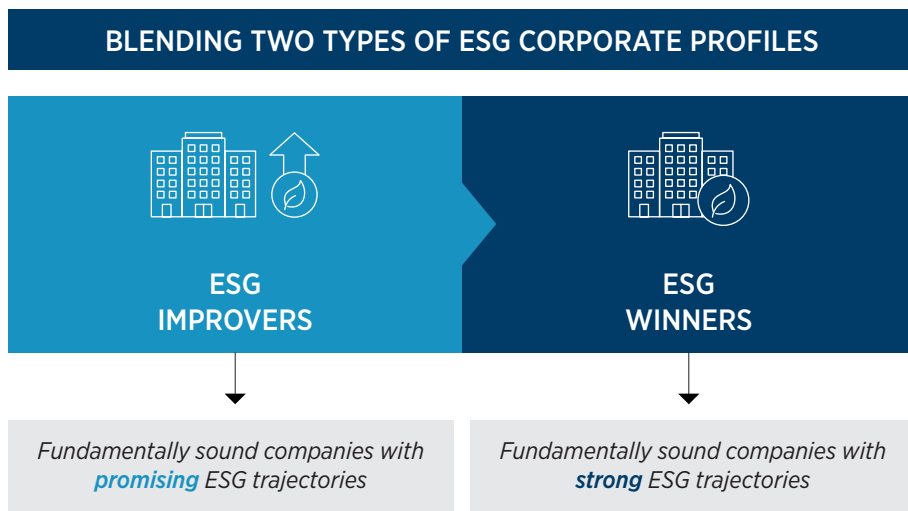 BLENDING TWO TYPES OF ESG CORPORATE PROFILES
ESG
IMPROVERS
ESG
WINNERS
Fundamentally sound companies with
promising ESG trajectories
Fundamentally sound companies with
strong ESG trajectories